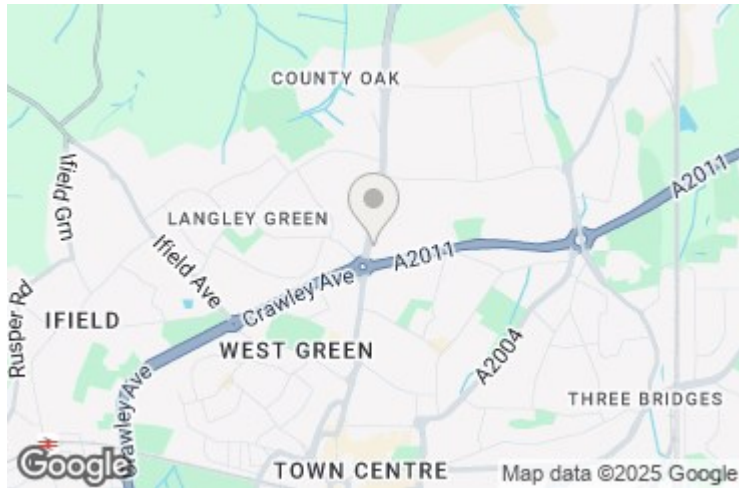 COUNTY OAK
A2011
Ifield Grn
LANGLEY GREEN
Ifield Ave
A2011
Rusper Rd
Crawley Ave
IFIELD
WEST GREEN
A2004
Crawley Ave
THREE BRIDGES
TOWN CENTRE
Google
Map data ©2025 Google